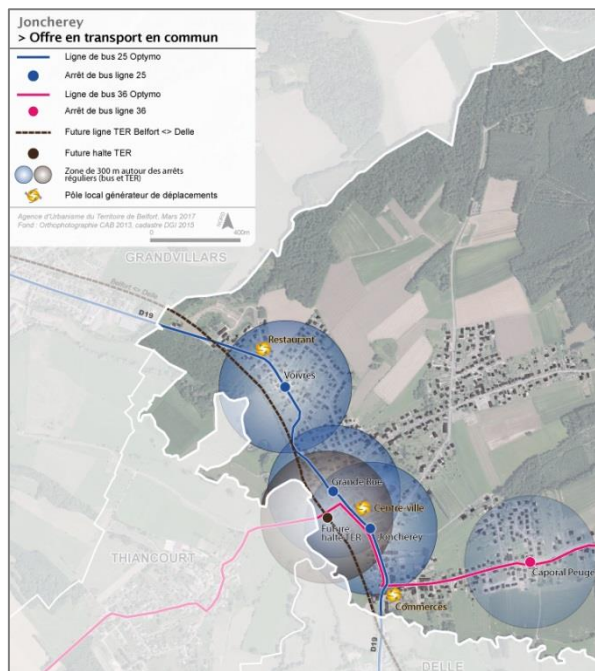 Joncherey
> Offre en transport en commun
Ligne de bus 25 Optymo
Arrêt de bus ligne 25
Ligne de bus 36 Optymo
Arrêt de bus ligne 36
Future ligne TER Belfort <> Delle
Future halte TER
Zone de 300 m autour des arrêts
réguliers (bus et TER)
Pôle local générateur de déplacements
Agence d'Urbanisme du Territoire de Belfort, Mars 2017
Fond : Orthophotographie CAB 2013, cadastre DGI 2015
0 400m
GRANDVILLARS
Belfort <> Delle
D19
Restaurant
Voivres
Grande Rue
Centre-ville
Future
halte TER
Joncherey
THIANCOURT
Caporal Peugeo
Commerces
D19
DELLE